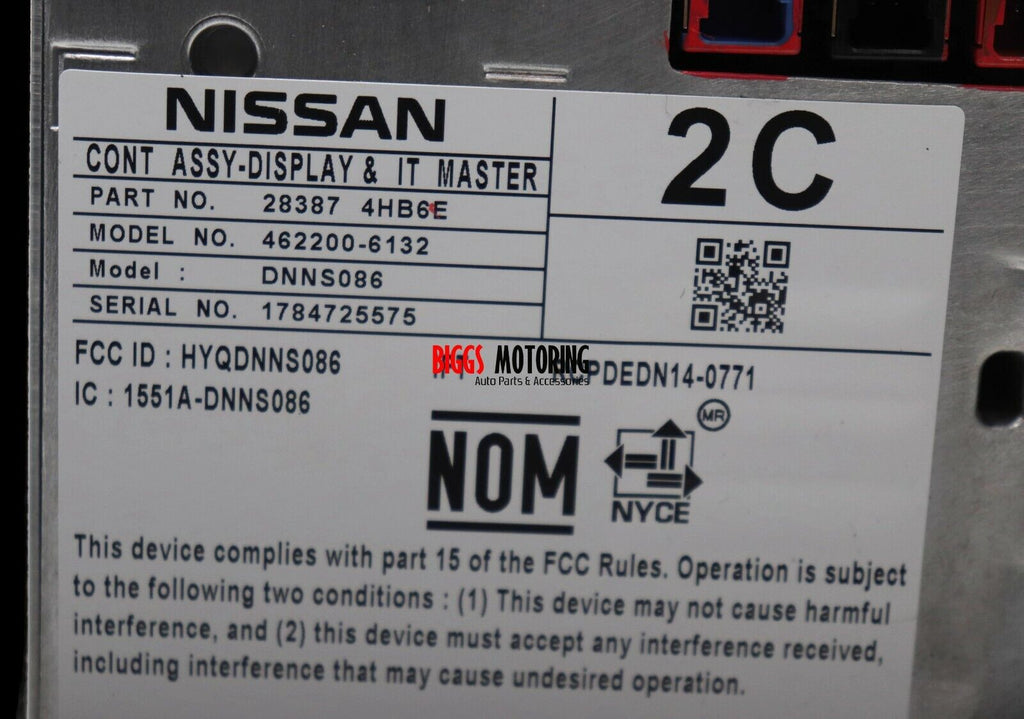 NISSAN
2C
CONT ASSY-DISPLAY & IT MASTER
PART NO. 28387 4HB6E
MODEL NO. 462200-6132
Model : DNNS086
SERIAL NO. 1784725575
FCC ID : HYQDNNS086
BIGGS MOTORING
Auto Parts & Accessories
IC : 1551A-DNNS086
MR
NOM
NYCE
This device complies with part 15 of the FCC Rules. Operation is subject
to the following two conditions : (1) This device may not cause harmful
interference, and (2) this device must accept any interference received,
including interference that may cause undesired operation.